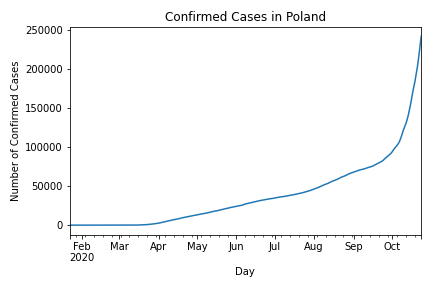 Confirmed Cases in Poland
Number of Confirmed Cases
250000
200000
150000
100000
50000
0
Feb Mar Apr May Jun Jul Aug Sep Oct
2020
Day